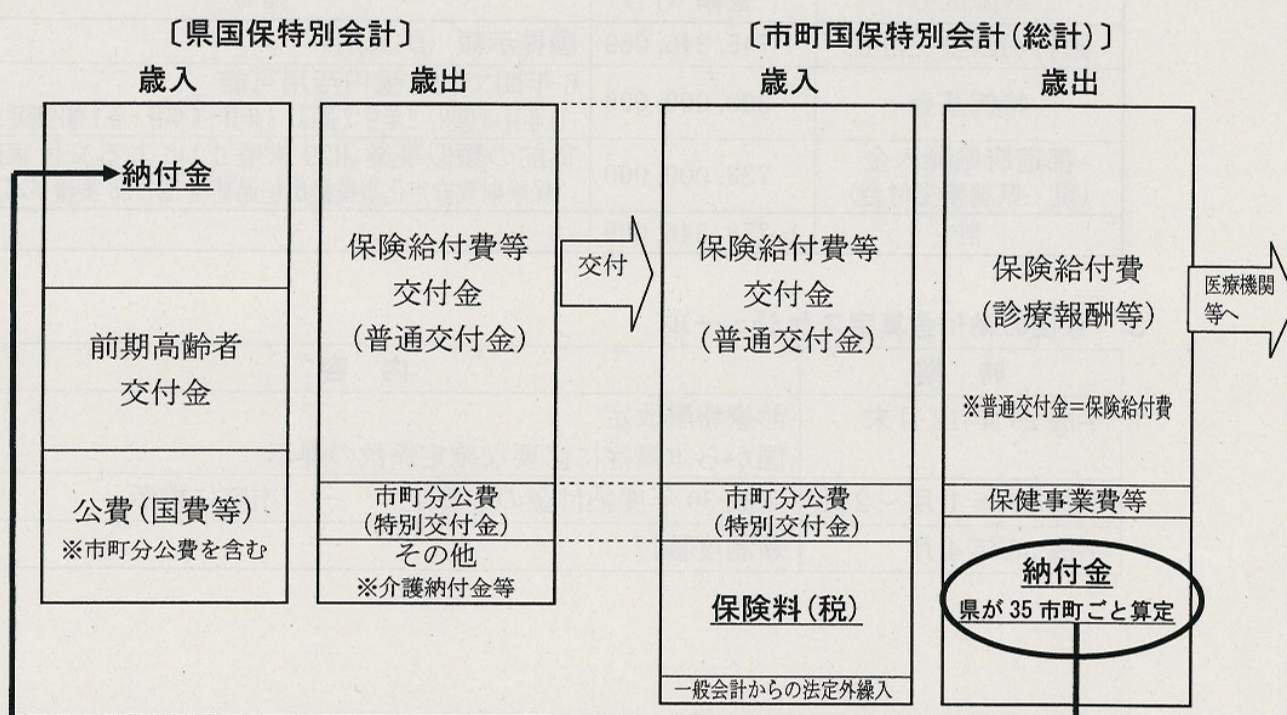 〔県国保特別会計〕
歳入
歳出
納付金
前期高齢者
交付金
公費(国費等)
※市町分公費を含む
保険給付費等
交付金
(普通交付金)
市町分公費
(特別交付金)
その他
※介護納付金等
交付
〔市町国保特別会計(総計)〕
歳入
歳出
保険給付費等
交付金
(普通交付金)
市町分公費
(特別交付金)
保険料(税)
一般会計からの法定外繰入
保険給付費
(診療報酬等)
※普通交付金=保険給付費
保健事業費等
納付金
県が35市町ごと算定
医療機関
等へ